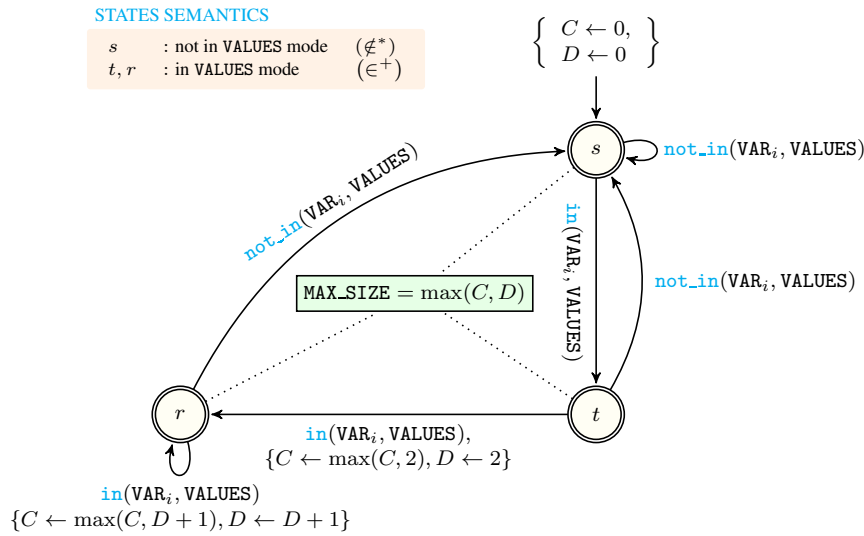 STATES SEMANTICS
s : not in VALUES mode (∉*)
t, r : in VALUES mode (∈⁺)
{ C ← 0,
D ← 0 }
s
not_in(VAR_i, VALUES)
not_in(VAR_i, VALUES)
in(VAR_i, VALUES)
not_in(VAR_i, VALUES)
MAX_SIZE = max(C, D)
r
t
in(VAR_i, VALUES),
{C ← max(C, 2), D ← 2}
in(VAR_i, VALUES)
{C ← max(C, D + 1), D ← D + 1}